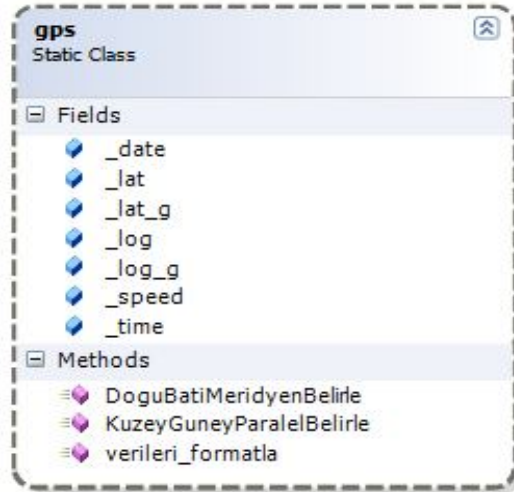 gps
Static Class
Fields
_date
_lat
_lat_g
_log
_log_g
_speed
_time
Methods
DoguBatiMeridyenBelirle
KuzeyGuneyParalelBelirle
verileri_formatla